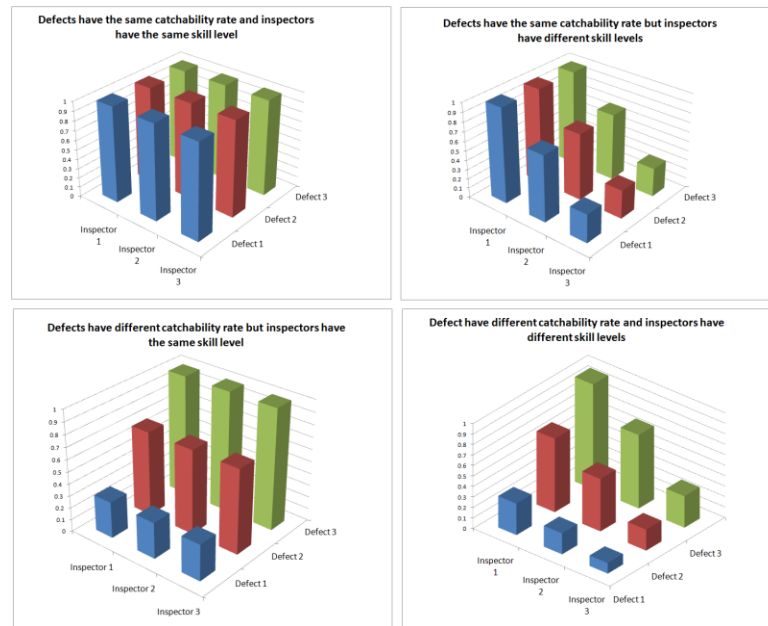 Defects have the same catchability rate and inspectors
have the same skill level
1
0.9
0.8
0.7
0.6
0.5
0.4
0.3
0.2
0.1
0
Inspector
1
Inspector
2
Inspector
3
Defect 1
Defect 2
Defect 3
Defects have the same catchability rate but inspectors
have different skill levels
1
0.9
0.8
0.7
0.6
0.5
0.4
0.3
0.2
0.1
0
Inspector
1
Inspector
2
Inspector
3
Defect 1
Defect 2
Defect 3
Defects have different catchability rate but inspectors have
the same skill level
1
0.9
0.8
0.7
0.6
0.5
0.4
0.3
0.2
0.1
0
Inspector 1
Inspector 2
Inspector 3
Defect 1
Defect 2
Defect 3
Defect have different catchability rate and inspectors have
different skill levels
1
0.9
0.8
0.7
0.6
0.5
0.4
0.3
0.2
0.1
0
Inspector
1
Inspector
2
Inspector
3
Defect 1
Defect 2
Defect 3